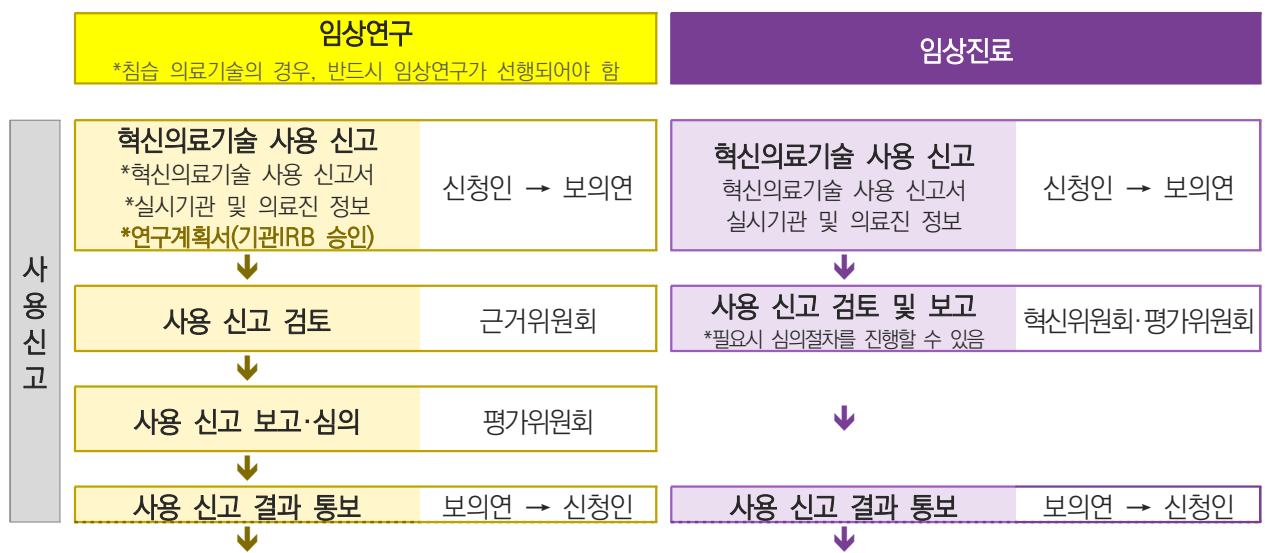 임상연구
*침습 의료기술의 경우, 반드시 임상연구가 선행되어야 함
임상진료
사용신고
혁신의료기술 사용 신고
*혁신의료기술 사용 신고서
*실시기관 및 의료진 정보
*연구계획서(기관IRB 승인)
신청인 → 보의연
혁신의료기술 사용 신고
혁신의료기술 사용 신고서
실시기관 및 의료진 정보
신청인 → 보의연
사용 신고 검토
근거위원회
사용 신고 검토 및 보고
*필요시 심의절차를 진행할 수 있음
혁신위원회·평가위원회
사용 신고 보고·심의
평가위원회
사용 신고 결과 통보
보의연 → 신청인
사용 신고 결과 통보
보의연 → 신청인